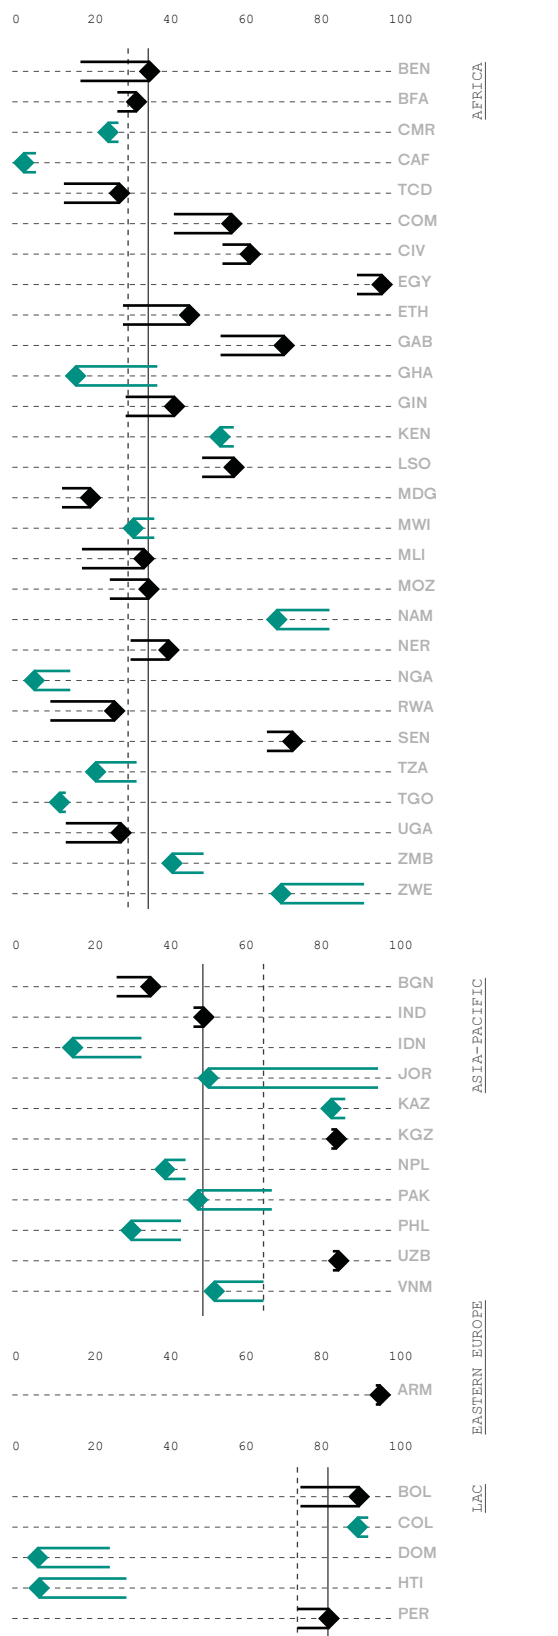 0 20 40 60 80 100
AFRICA
BEN
BFA
CMR
CAF
TCD
COM
CIV
EGY
ETH
GAB
GHA
GIN
KEN
LSO
MDG
MWI
MLI
MOZ
NAM
NER
NGA
RWA
SEN
TZA
TGO
UGA
ZMB
ZWE
0 20 40 60 80 100
ASIA-PACIFIC
BGN
IND
IDN
JOR
KAZ
KGZ
NPL
PAK
PHL
UZB
VNM
0 20 40 60 80 100
EASTERN EUROPE
ARM
0 20 40 60 80 100
LAC
BOL
COL
DOM
HTI
PER